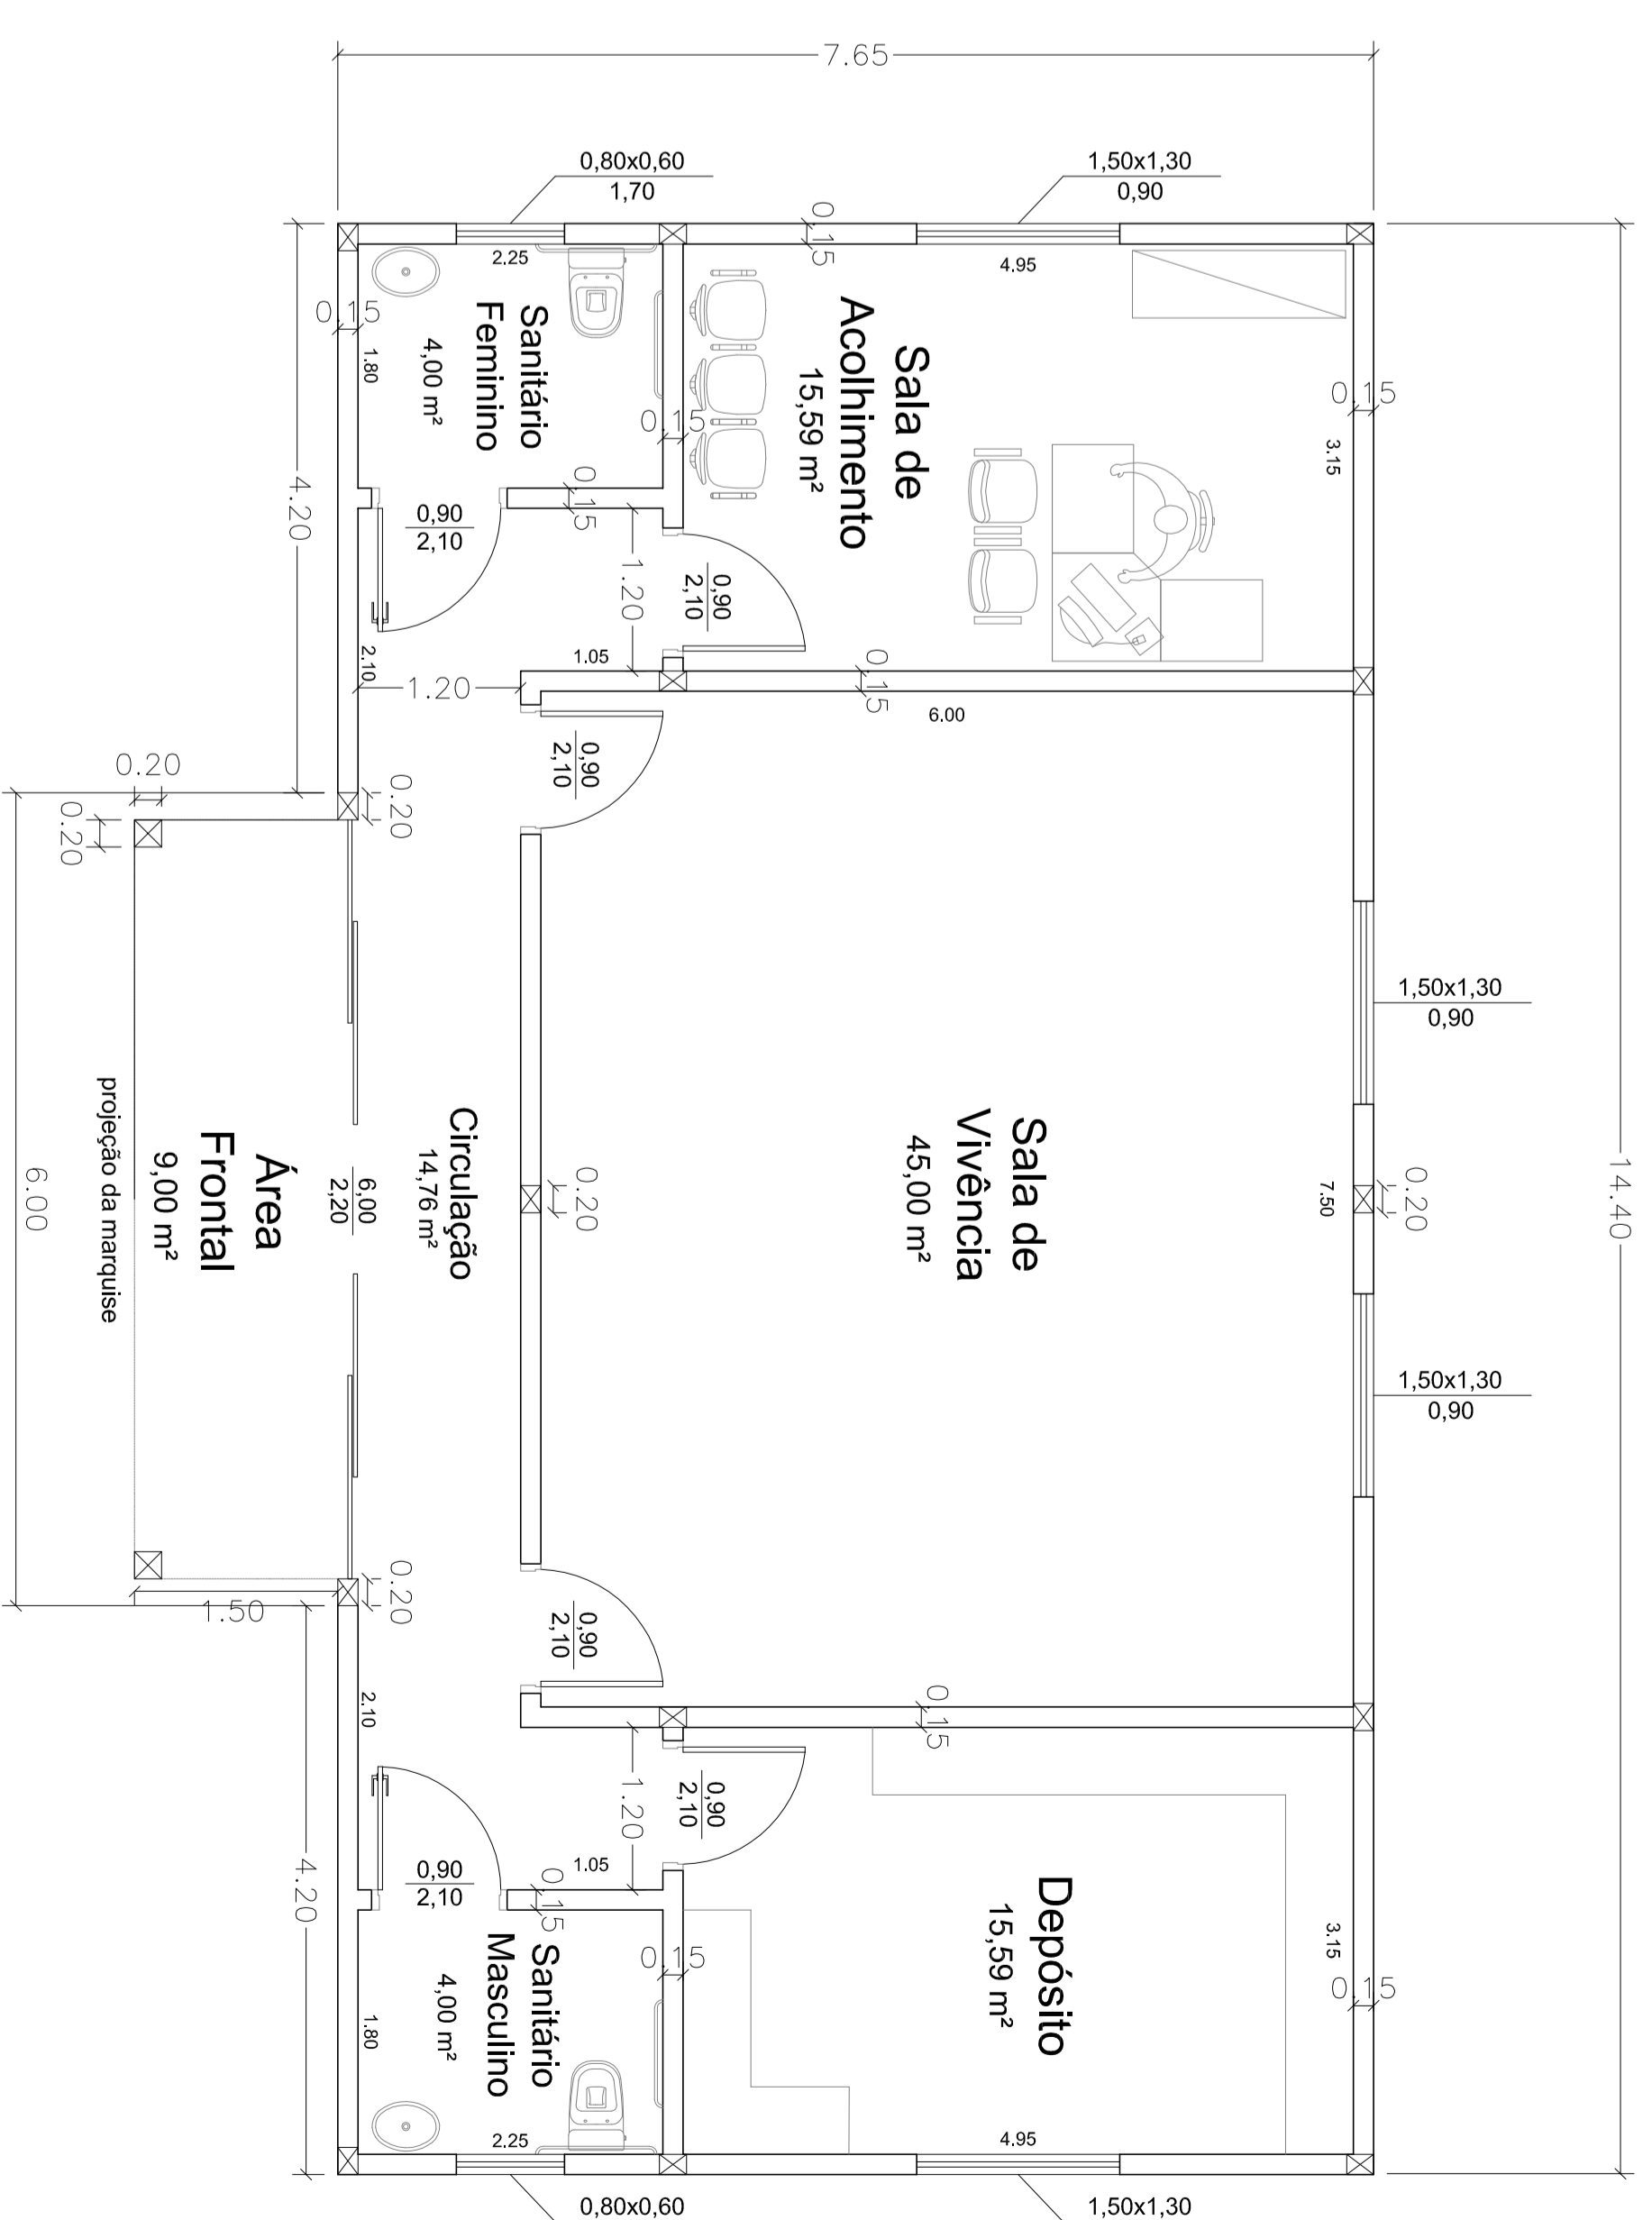 7.65
0,80x0,60
1,70
1,50x1,30
0,90
14.40
0.15
2.25
4.95
Sanitário
Feminino
4,00 m²
0.15
1.80
Sala de
Acolhimento
15,59 m²
0.15
3.15
0.15
4.20
0.15
0,90
2,10
1.20
0,90
2,10
2.10
1.05
1.20
0.15
6.00
0,90
2,10
0.20
0.20
0.20
1,50x1,30
0,90
Sala de
Vivência
45,00 m²
7.50
0.20
0.20
Circulação
14,76 m²
6,00
2,20
Área
Frontal
9,00 m²
projeção da marquise
6.00
1,50x1,30
0,90
0.20
1.50
0,90
2,10
2.10
0.15
1.20
0,90
2,10
4.20
0,90
2,10
1.05
0.15
Depósito
15,59 m²
3.15
0.15
0.15
Sanitário
Masculino
4,00 m²
1.80
2.25
4.95
0,80x0,60
1,50x1,30